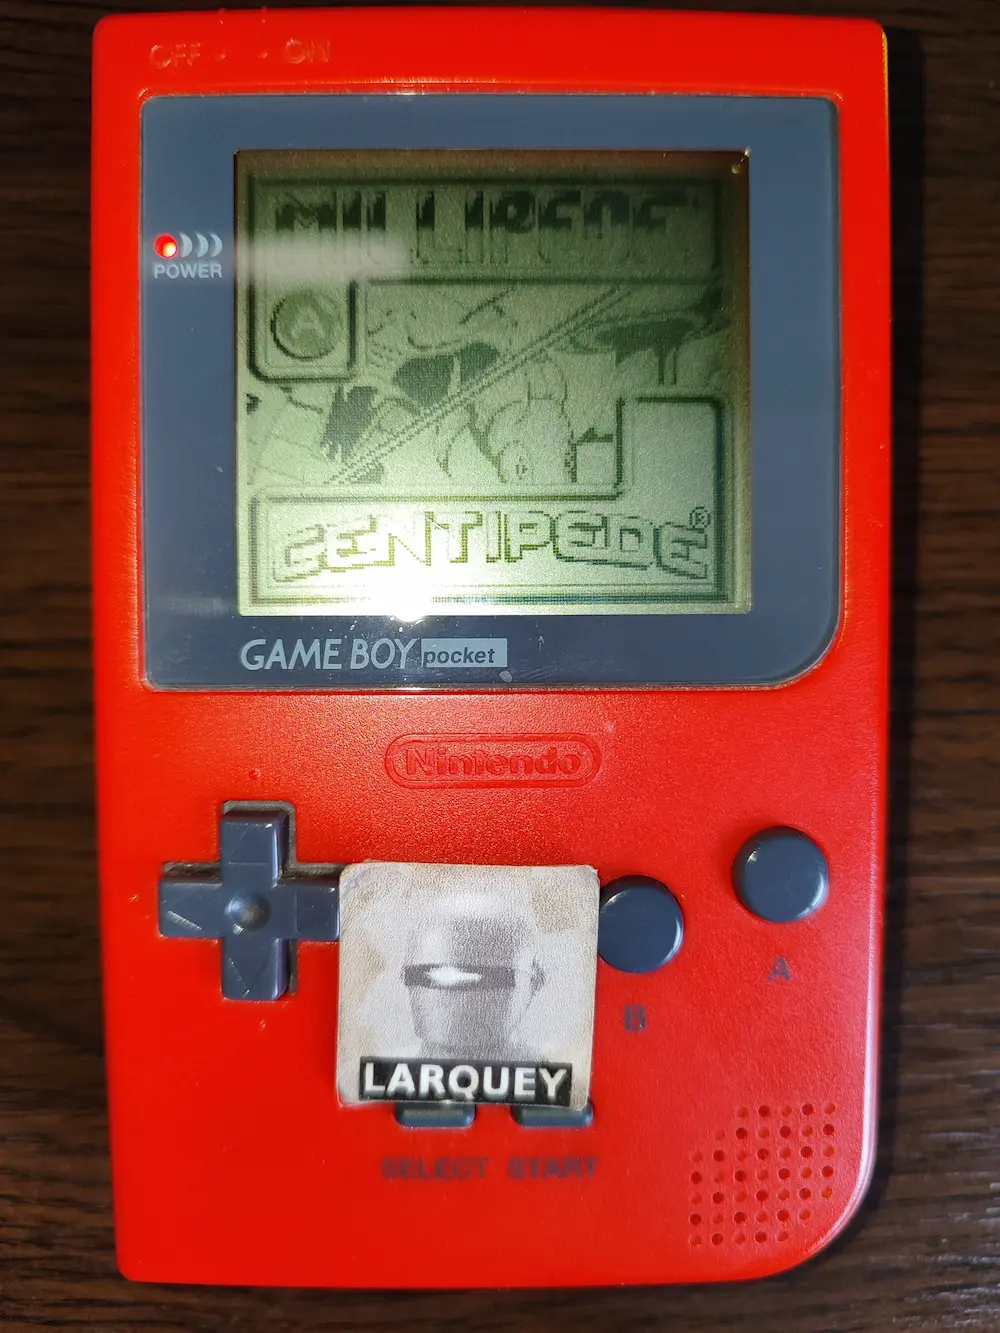 OFF ON
MILLIPEDE
POWER
A
CENTIPEDE®
GAME BOY pocket
Nintendo®
A
B
LARQUEY
SELECT START